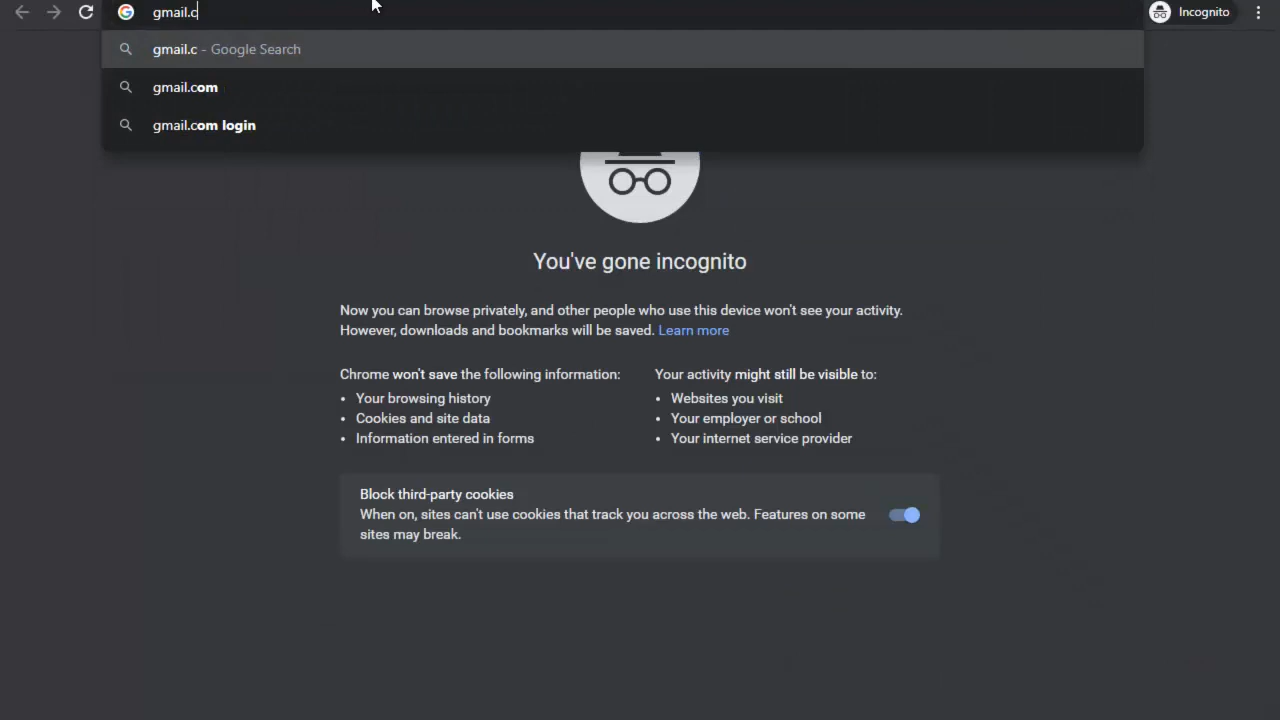 gmail.c
Incognito
gmail.c - Google Search
gmail.com
gmail.com login
You've gone incognito
Now you can browse privately, and other people who use this device won't see your activity.
However, downloads and bookmarks will be saved. Learn more
Chrome won't save the following information:
• Your browsing history
• Cookies and site data
• Information entered in forms
Your activity might still be visible to:
• Websites you visit
• Your employer or school
• Your internet service provider
Block third-party cookies
When on, sites can't use cookies that track you across the web. Features on some
sites may break.